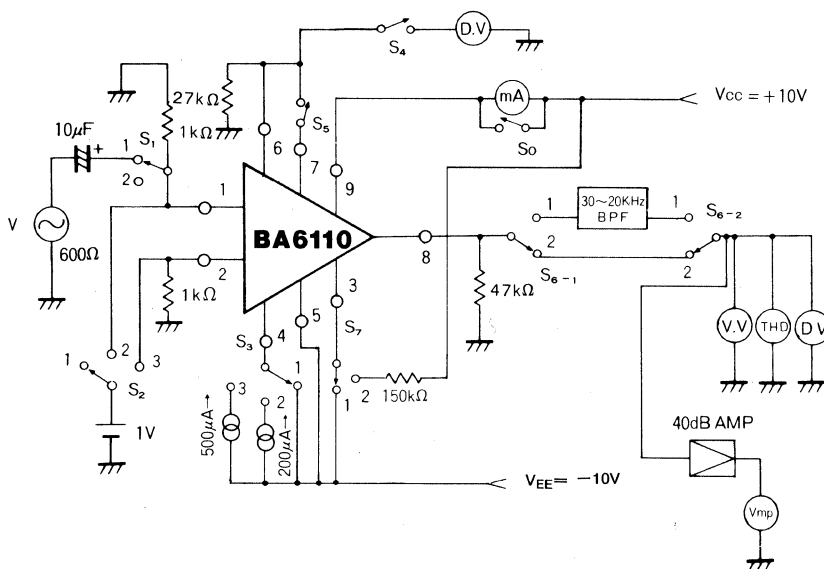 D.V
S4
mA
VCC = +10V
27kΩ
S5
So
10μF
+
1
S1
1kΩ
6
7
9
2
1
30~20KHz
BPF
1
1
S6-2
V
600Ω
1
BA6110
8
2
S6-1
2
2
1kΩ
3
47kΩ
4
5
S7
V.V
THD
D V
S3
1
1
2
3
S2
3
2
1
2
150kΩ
500μA→
200μA→
40dB AMP
1V
VEE = −10V
Vmp